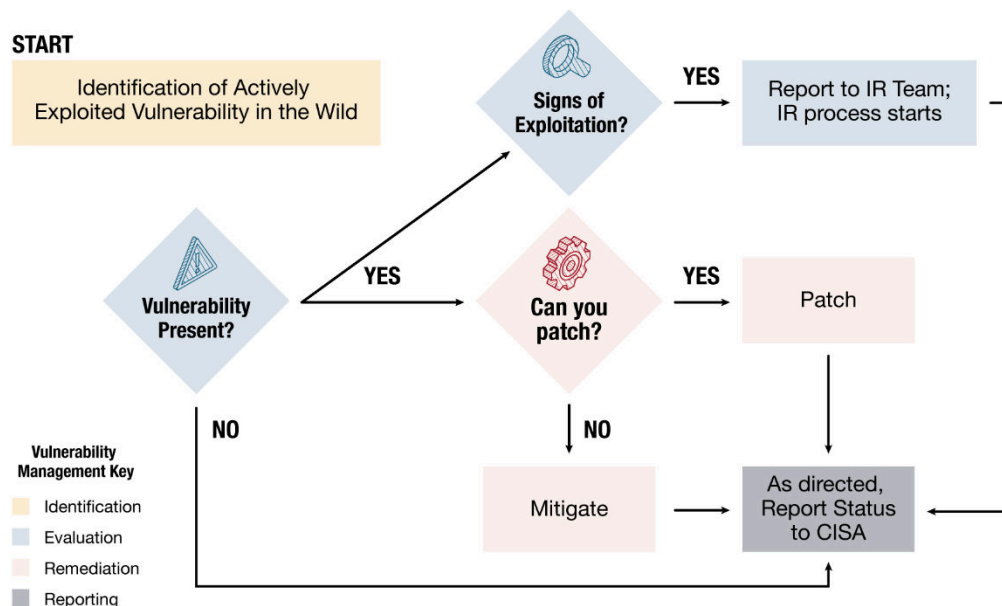 START
Identification of Actively
Exploited Vulnerability in the Wild
Signs of
Exploitation?
YES
Report to IR Team;
IR process starts
Vulnerability
Present?
YES
Can you
patch?
YES
Patch
NO
NO
Mitigate
As directed,
Report Status
to CISA
Vulnerability
Management Key
Identification
Evaluation
Remediation
Reporting